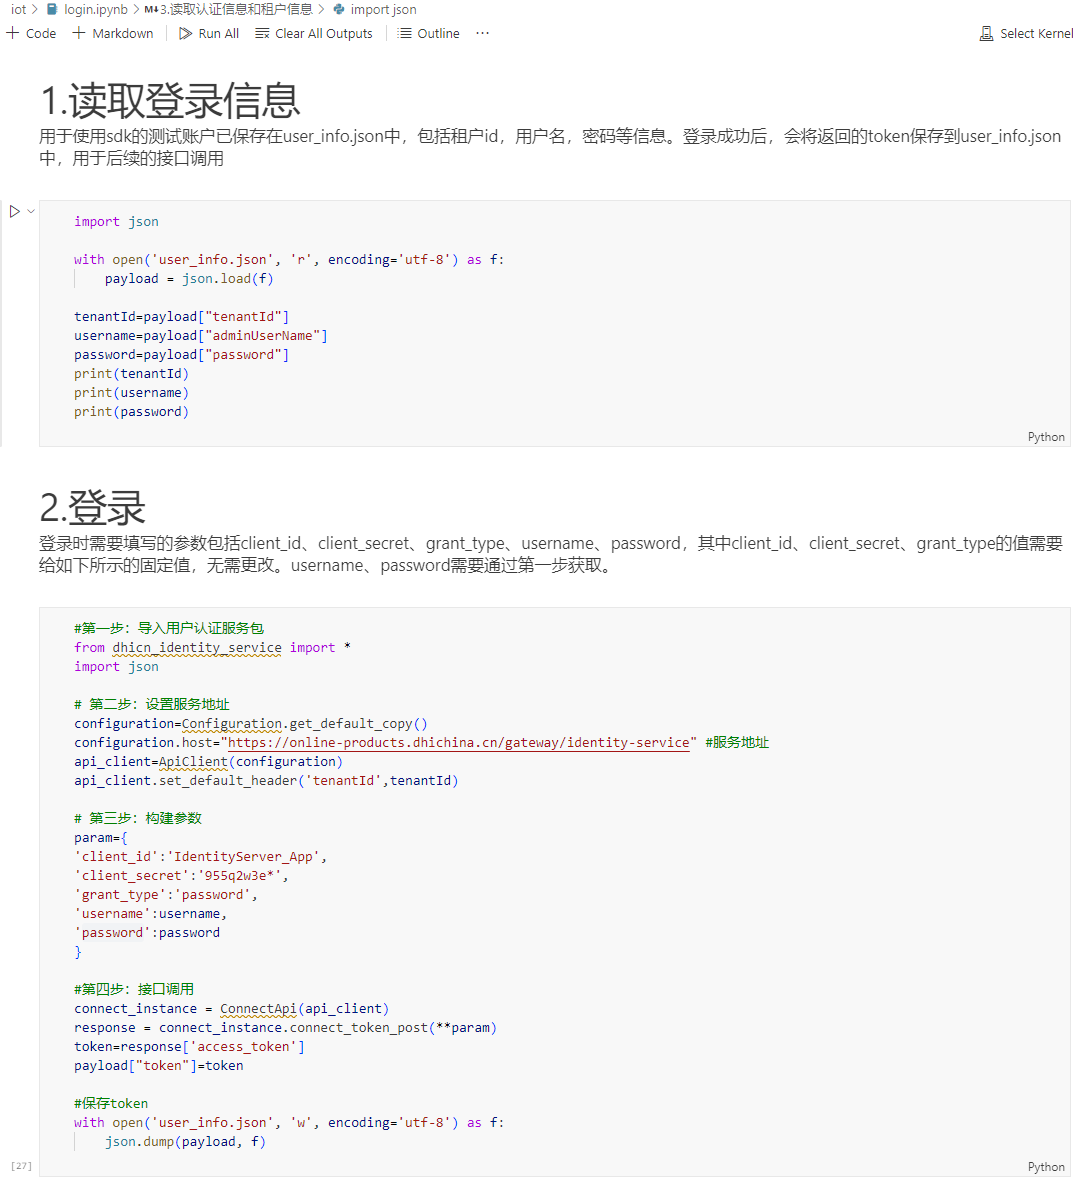 iot > login.ipynb > M↓3.读取认证信息和租户信息 > import json
+ Code + Markdown Run All Clear All Outputs Outline ··· Select Kernel
1.读取登录信息
用于使用sdk的测试账户已保存在user_info.json中，包括租户id，用户名，密码等信息。登录成功后，会将返回的token保存到user_info.json
中，用于后续的接口调用
import json
with open('user_info.json', 'r', encoding='utf-8') as f:
    payload = json.load(f)
tenantId=payload["tenantId"]
username=payload["adminUserName"]
password=payload["password"]
print(tenantId)
print(username)
print(password)
Python
2.登录
登录时需要填写的参数包括client_id、client_secret、grant_type、username、password，其中client_id、client_secret、grant_type的值需要
给如下所示的固定值，无需更改。username、password需要通过第一步获取。
#第一步：导入用户认证服务包
from dhicn_identity_service import *
import json
# 第二步：设置服务地址
configuration=Configuration.get_default_copy()
configuration.host="https://online-products.dhichina.cn/gateway/identity-service" #服务地址
api_client=ApiClient(configuration)
api_client.set_default_header('tenantId',tenantId)
# 第三步：构建参数
param={
'client_id':'IdentityServer_App',
'client_secret':'955q2w3e*',
'grant_type':'password',
'username':username,
'password':password
}
#第四步：接口调用
connect_instance = ConnectApi(api_client)
response = connect_instance.connect_token_post(**param)
token=response['access_token']
payload["token"]=token
#保存token
with open('user_info.json', 'w', encoding='utf-8') as f:
    json.dump(payload, f)
[27]
Python